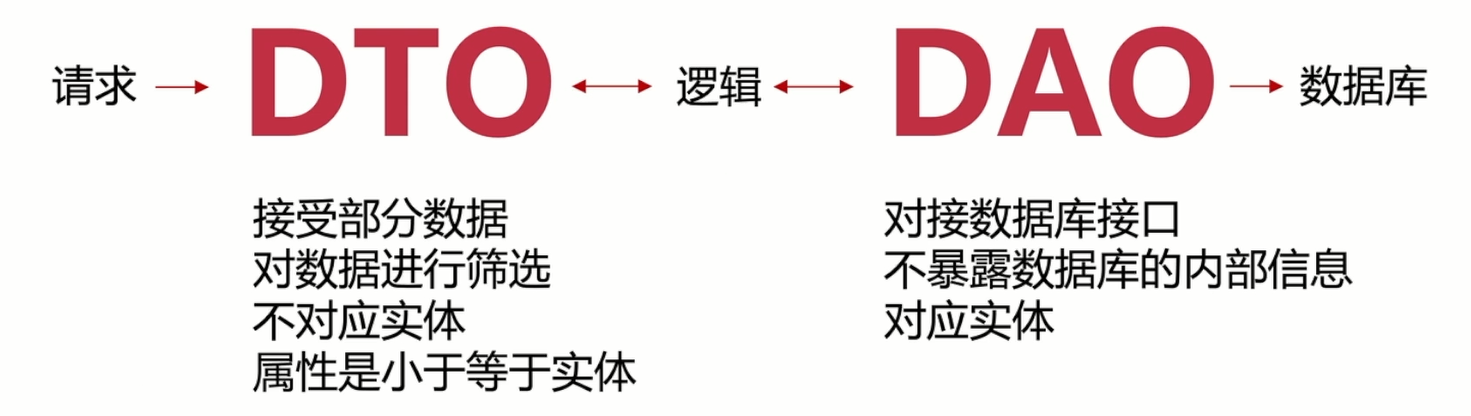 请求 DTO 逻辑 DAO 数据库
接受部分数据
对数据进行筛选
不对应实体
属性是小于等于实体
对接数据库接口
不暴露数据库的内部信息
对应实体